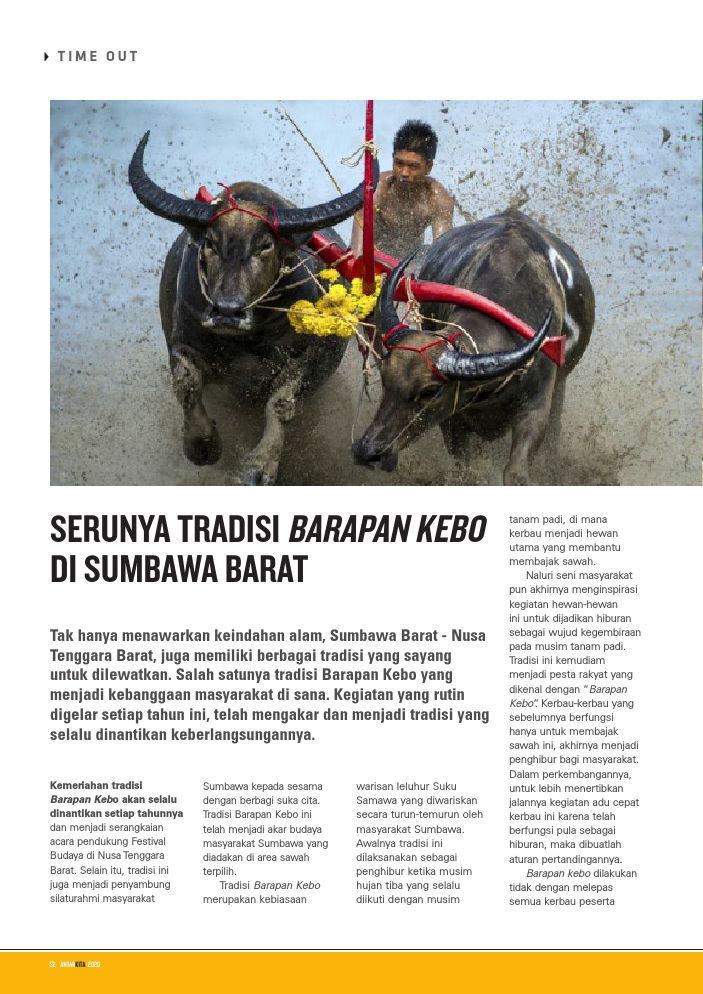 TIME OUT
SERUNYA TRADISI BARAPAN KEBO
DI SUMBAWA BARAT
Tak hanya menawarkan keindahan alam, Sumbawa Barat - Nusa
Tenggara Barat, juga memiliki berbagai tradisi yang sayang
untuk dilewatkan. Salah satunya tradisi Barapan Kebo yang
menjadi kebanggaan masyarakat di sana. Kegiatan yang rutin
digelar setiap tahun ini, telah mengakar dan menjadi tradisi yang
selalu dinantikan keberlangsungannya.
Kemeriahan tradisi
Barapan Kebo akan selalu
dinantikan setiap tahunnya
dan menjadi serangkaian
acara pendukung Festival
Budaya di Nusa Tenggara
Barat. Selain itu, tradisi ini
juga menjadi penyambung
silaturahmi masyarakat
Sumbawa kepada sesama
dengan berbagi suka cita.
Tradisi Barapan Kebo ini
telah menjadi akar budaya
masyarakat Sumbawa yang
diadakan di area sawah
terpilih.
Tradisi Barapan Kebo
merupakan kebiasaan
warisan leluhur Suku
Samawa yang diwariskan
secara turun-temurun oleh
masyarakat Sumbawa.
Awalnya tradisi ini
dilaksanakan sebagai
penghibur ketika musim
hujan tiba yang selalu
diikuti dengan musim
tanam padi, di mana
kerbau menjadi hewan
utama yang membantu
membajak sawah.
Naluri seni masyarakat
pun akhirnya menginspirasi
kegiatan hewan-hewan
ini untuk dijadikan hiburan
sebagai wujud kegembiraan
pada musim tanam padi.
Tradisi ini kemudiam
menjadi pesta rakyat yang
dikenal dengan “Barapan
Kebo”. Kerbau-kerbau yang
sebelumnya berfungsi
hanya untuk membajak
sawah ini, akhirnya menjadi
penghibur bagi masyarakat.
Dalam perkembangannya,
untuk lebih menertibkan
jalannya kegiatan adu cepat
kerbau ini karena telah
berfungsi pula sebagai
hiburan, maka dibuatlah
aturan pertandingannya.
Barapan kebo dilakukan
tidak dengan melepas
semua kerbau peserta
52 ANTARKITA 2020